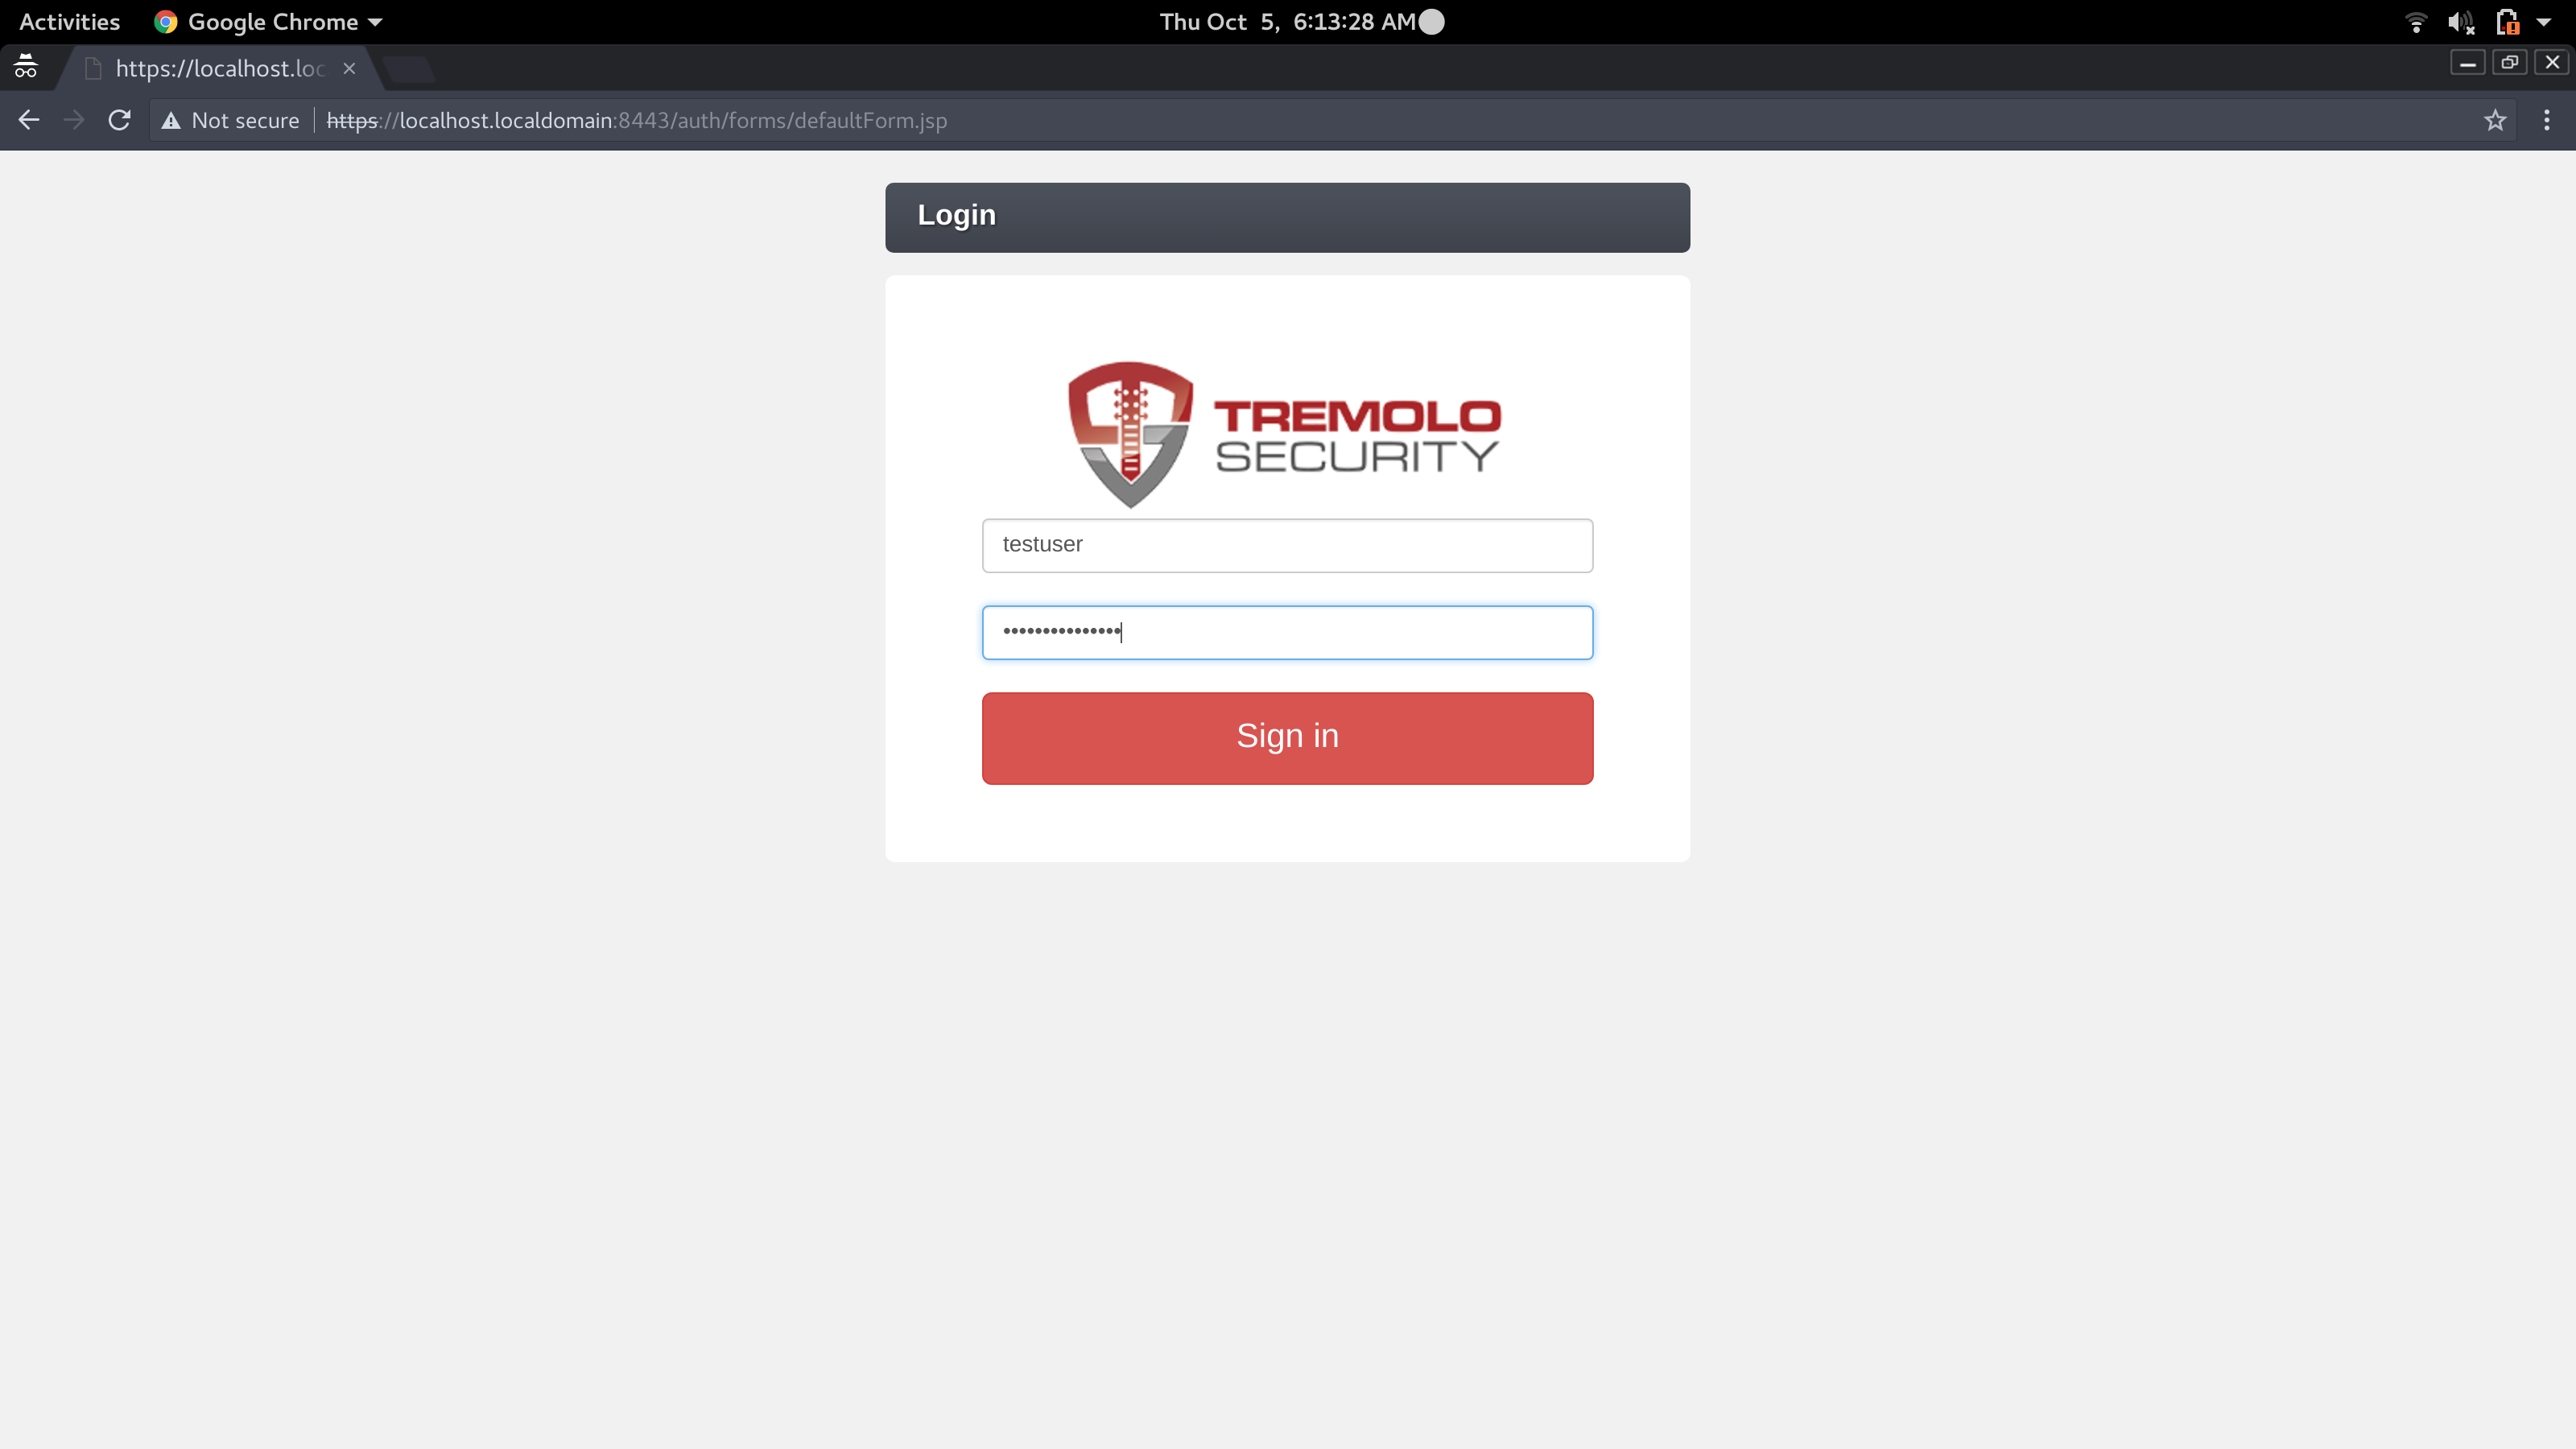 Activities Google Chrome Thu Oct 5, 6:13:28 AM
https://localhost.loc
Not secure https://localhost.localdomain:8443/auth/forms/defaultForm.jsp
Login
TREMOLO
SECURITY
testuser
•••••••••••••••
Sign in